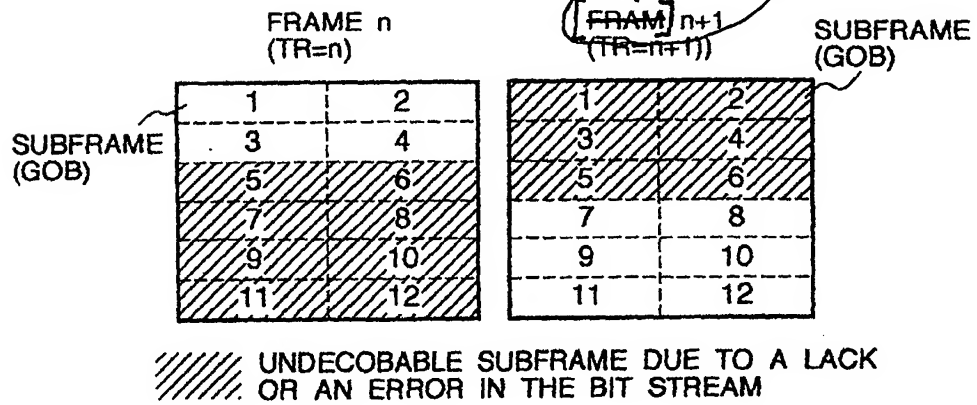 FRAME n
(TR=n)
[FRAM] n+1
(TR=n+1))
SUBFRAME
(GOB)
SUBFRAME
(GOB)
1 2
3 4
5 6
7 8
9 10
11 12
1 2
3 4
5 6
7 8
9 10
11 12
UNDECOBABLE SUBFRAME DUE TO A LACK
OR AN ERROR IN THE BIT STREAM